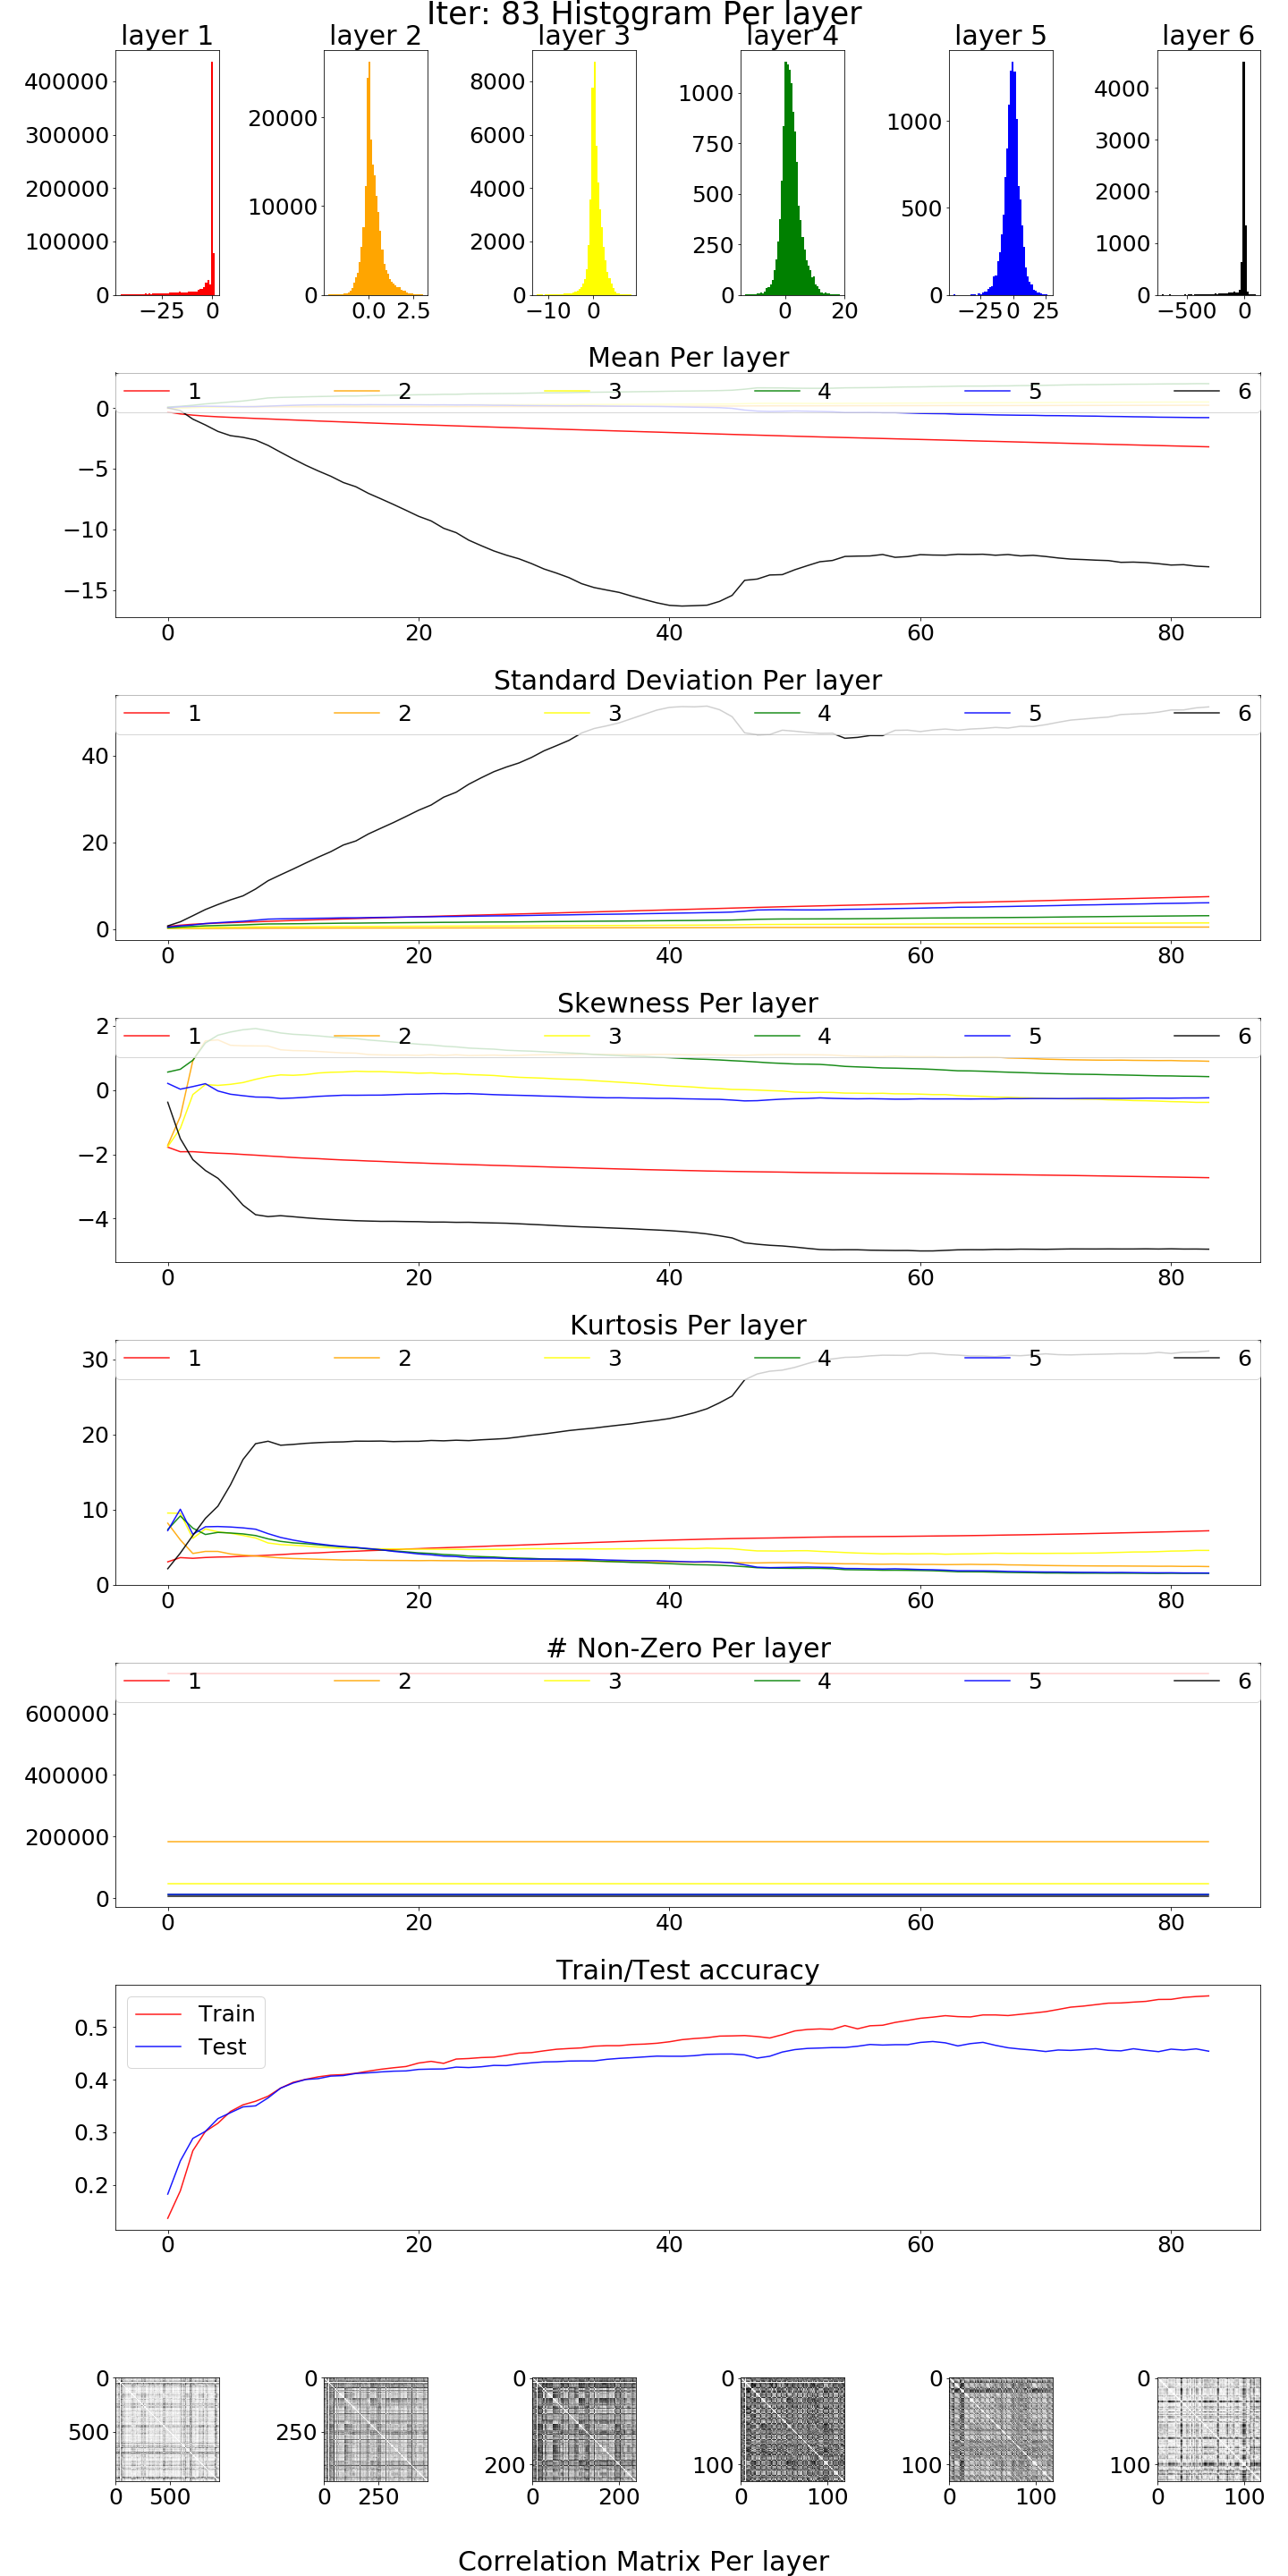 Iter: 83 Histogram Per layer
layer 1 layer 2 layer 3 layer 4 layer 5 layer 6
400000 300000 200000 100000 0 −25 0
20000 10000 0 0.0 2.5
8000 6000 4000 2000 0 −10 0
1000 750 500 250 0 0 20
1000 500 0 −25 0 25
4000 3000 2000 1000 0 −500 0
Mean Per layer
1 2 3 4 5 6
0
−5
−10
−15
0 20 40 60 80
Standard Deviation Per layer
1 2 3 4 5 6
40
20
0
0 20 40 60 80
Skewness Per layer
2
1 2 3 4 5 6
0
−2
−4
0 20 40 60 80
Kurtosis Per layer
30 1 2 3 4 5 6
20
10
0
0 20 40 60 80
# Non-Zero Per layer
1 2 3 4 5 6
600000
400000
200000
0
0 20 40 60 80
Train/Test accuracy
Train
Test
0.5
0.4
0.3
0.2
0 20 40 60 80
0 500 0 500
0 250 0 250
0 200 0 200
0 100 0 100
0 100 0 100
0 100 0 100
Correlation Matrix Per layer